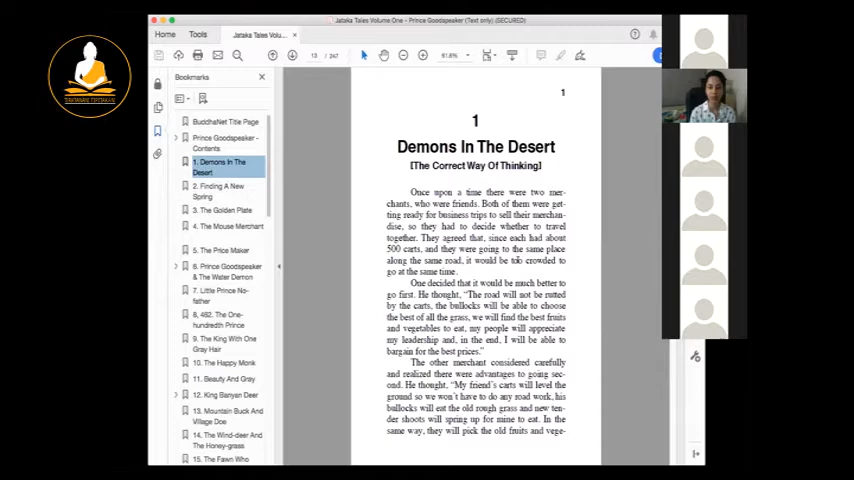 Jataka Tales Volume One - Prince Goodspeaker (Text only) (SECURED)
Home Tools Jataka Tales Volu... ×
13 / 247 61.8%
Bookmarks ×
BuddhaNet Title Page
Prince Goodspeaker -
Contents
1. Demons In The
Desert
2. Finding A New
Spring
3. The Golden Plate
4. The Mouse Merchant
5. The Price Maker
6. Prince Goodspeaker
& The Water Demon
7. Little Prince No-
father
8, 462. The One-
hundredth Prince
9. The King With One
Gray Hair
10. The Happy Monk
11. Beauty And Gray
12. King Banyan Deer
13. Mountain Buck And
Village Doe
14. The Wind-deer And
The Honey-grass
15. The Fawn Who
1
1
Demons In The Desert
[The Correct Way Of Thinking]
Once upon a time there were two mer-
chants, who were friends. Both of them were get-
ting ready for business trips to sell their merchan-
dise, so they had to decide whether to travel
together. They agreed that, since each had about
500 carts, and they were going to the same place
along the same road, it would be too crowded to
go at the same time.
One decided that it would be much better to
go first. He thought, “The road will not be rutted
by the carts, the bullocks will be able to choose
the best of all the grass, we will find the best fruits
and vegetables to eat, my people will appreciate
my leadership and, in the end, I will be able to
bargain for the best prices.”
The other merchant considered carefully
and realized there were advantages to going sec-
ond. He thought, “My friend's carts will level the
ground so we won't have to do any road work, his
bullocks will eat the old rough grass and new ten-
der shoots will spring up for mine to eat. In the
same way, they will pick the old fruits and vege-